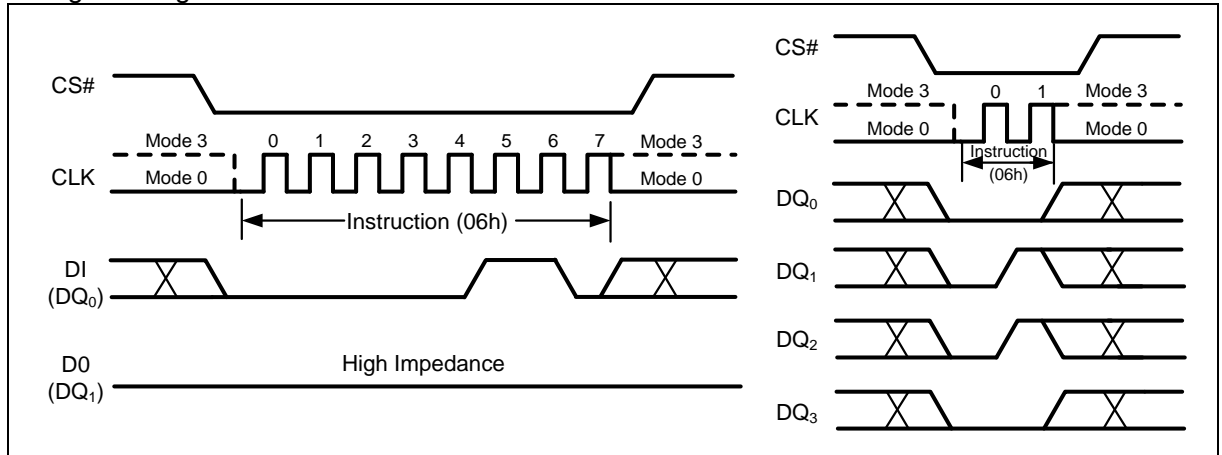 CS#
Mode 3 0 1 2 3 4 5 6 7 Mode 3
CLK
Mode 0 Mode 0
Instruction (06h)
DI
(DQ0)
D0
(DQ1)
High Impedance
CS#
Mode 3 0 1 Mode 3
CLK
Mode 0 Mode 0
Instruction
(06h)
DQ0
DQ1
DQ2
DQ3